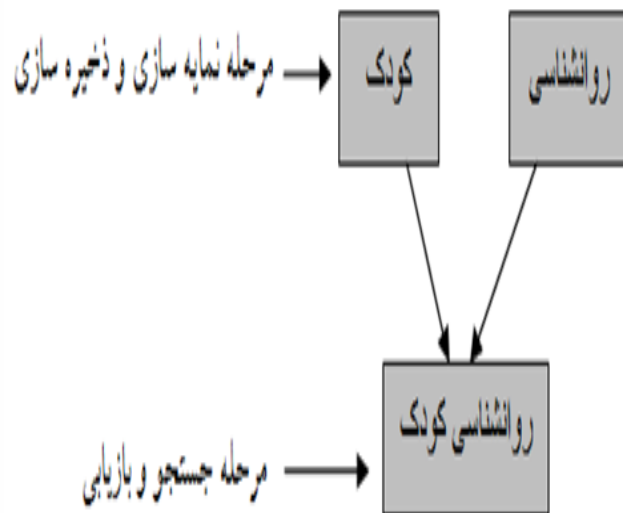 روانشناسی
کودک
مرحله نمایه سازی و ذخیره سازی
روانشناسی کودک
مرحله جستجو و بازیابی